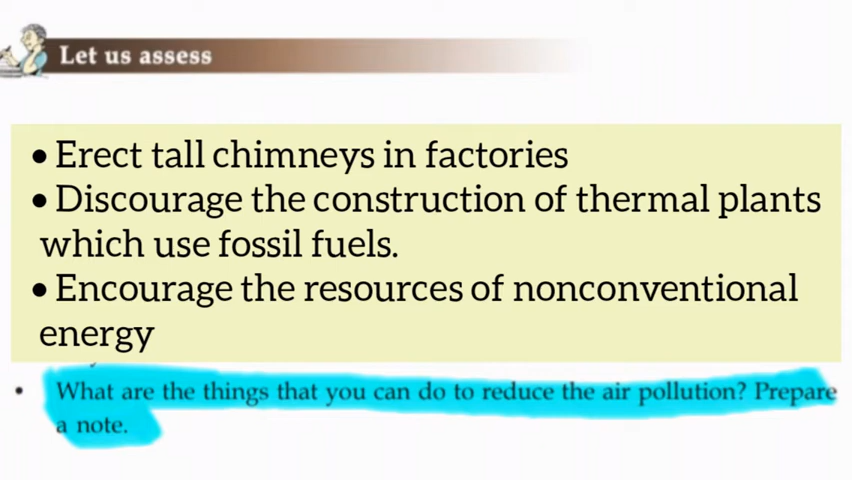 Let us assess
• Erect tall chimneys in factories
• Discourage the construction of thermal plants
which use fossil fuels.
• Encourage the resources of nonconventional
energy
• What are the things that you can do to reduce the air pollution? Prepare
a note.